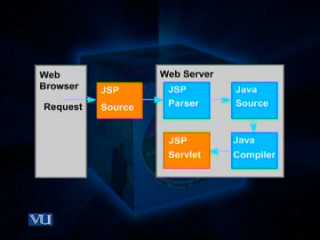 Web
Browser
Request
JSP
Source
Web Server
JSP
Parser
Java
Source
JSP
Servlet
Java
Compiler
VU